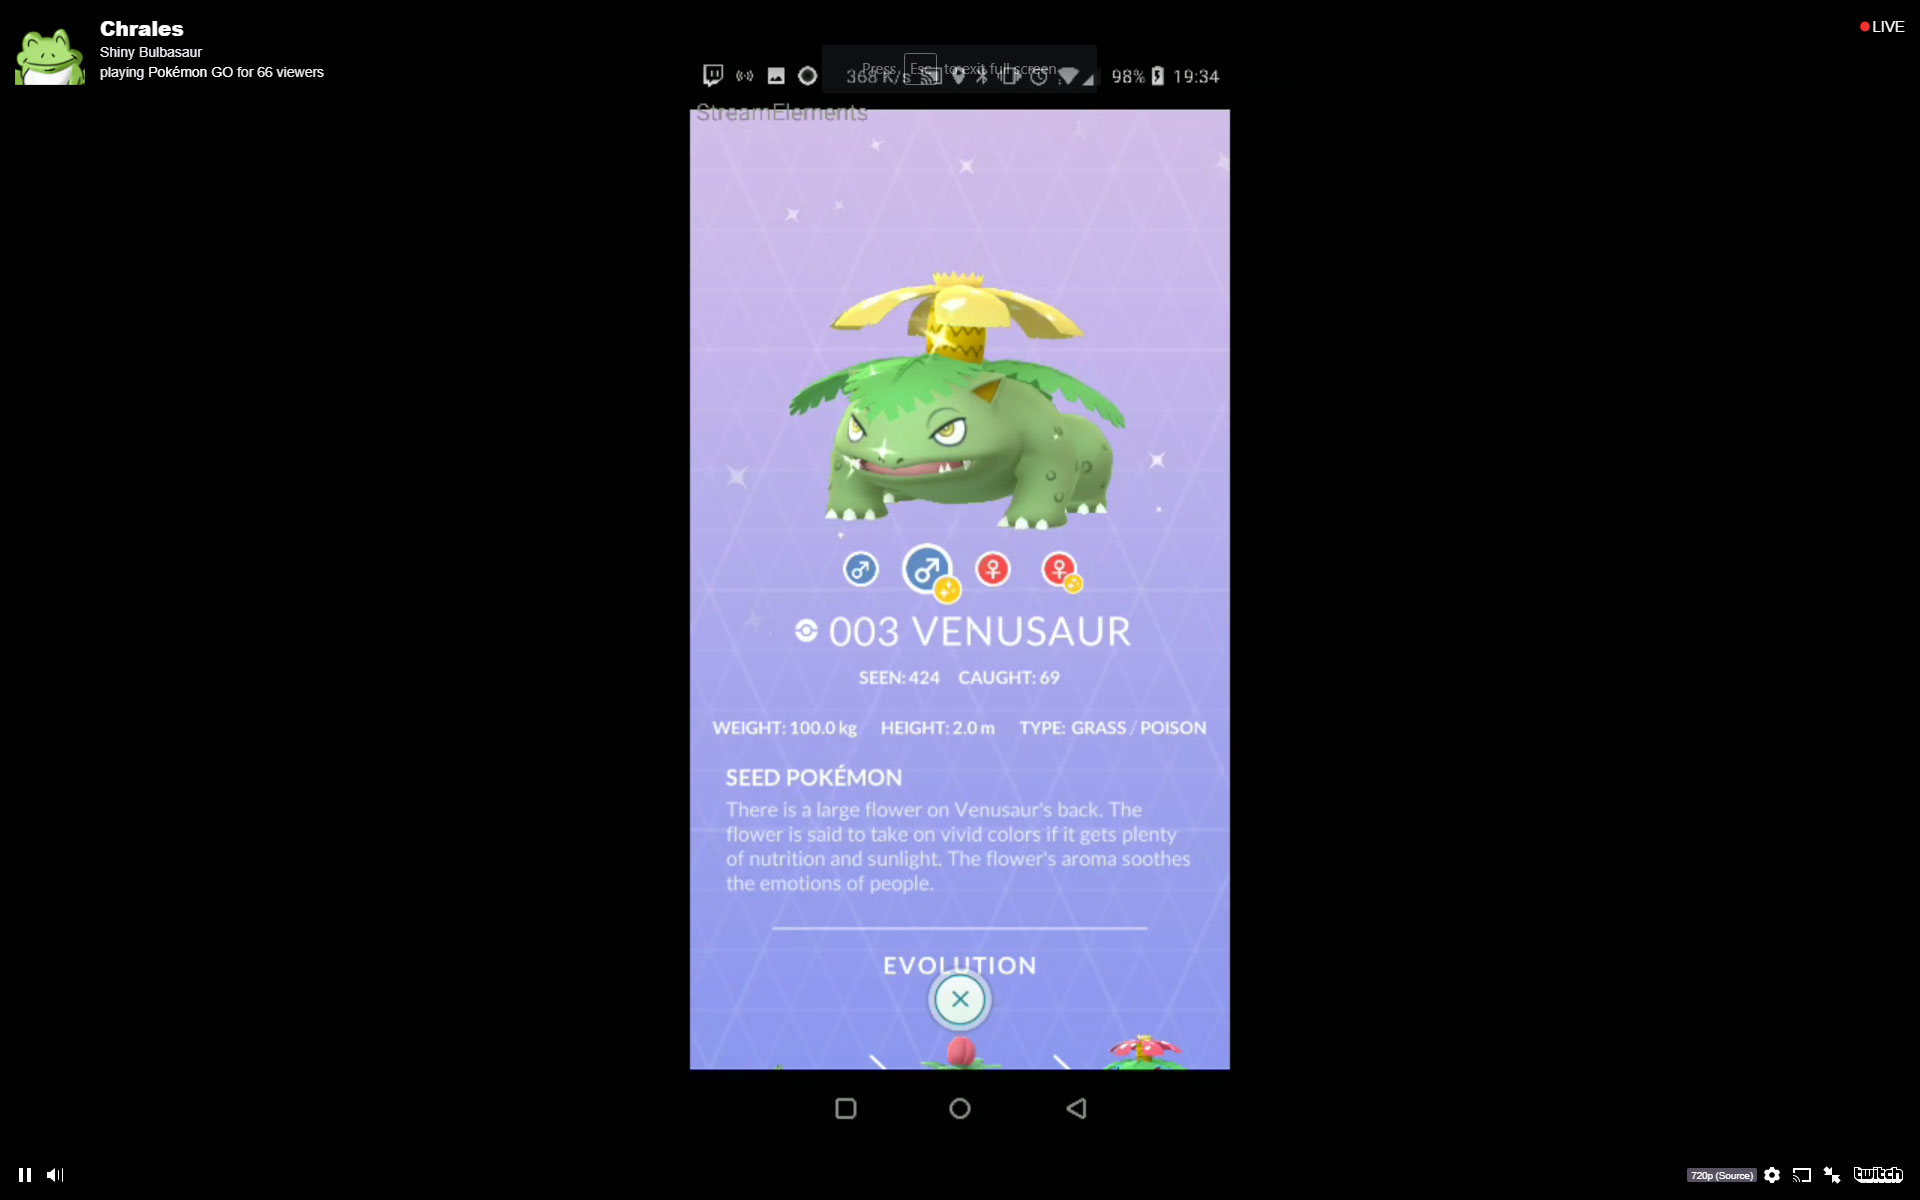 Chrales
Shiny Bulbasaur
playing Pokémon GO for 66 viewers
LIVE
Press Esc to exit full screen
368 K/s
98% 19:34
StreamElements
003 VENUSAUR
SEEN: 424 CAUGHT: 69
WEIGHT: 100.0 kg HEIGHT: 2.0 m TYPE: GRASS / POISON
SEED POKÉMON
There is a large flower on Venusaur's back. The
flower is said to take on vivid colors if it gets plenty
of nutrition and sunlight. The flower's aroma soothes
the emotions of people.
EVOLUTION
720p (Source)
twitch